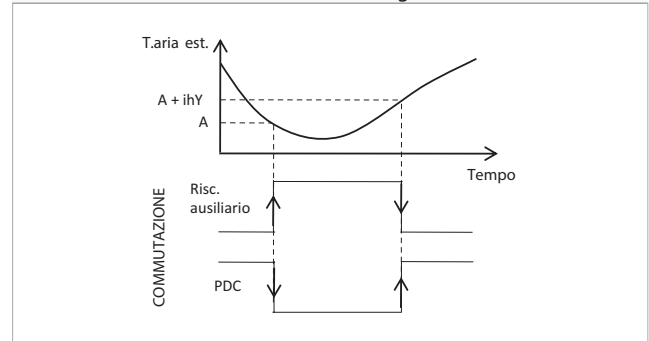 T.aria est.
A + ihY
A
Tempo
COMMUTAZIONE
Risc.
ausiliario
PDC